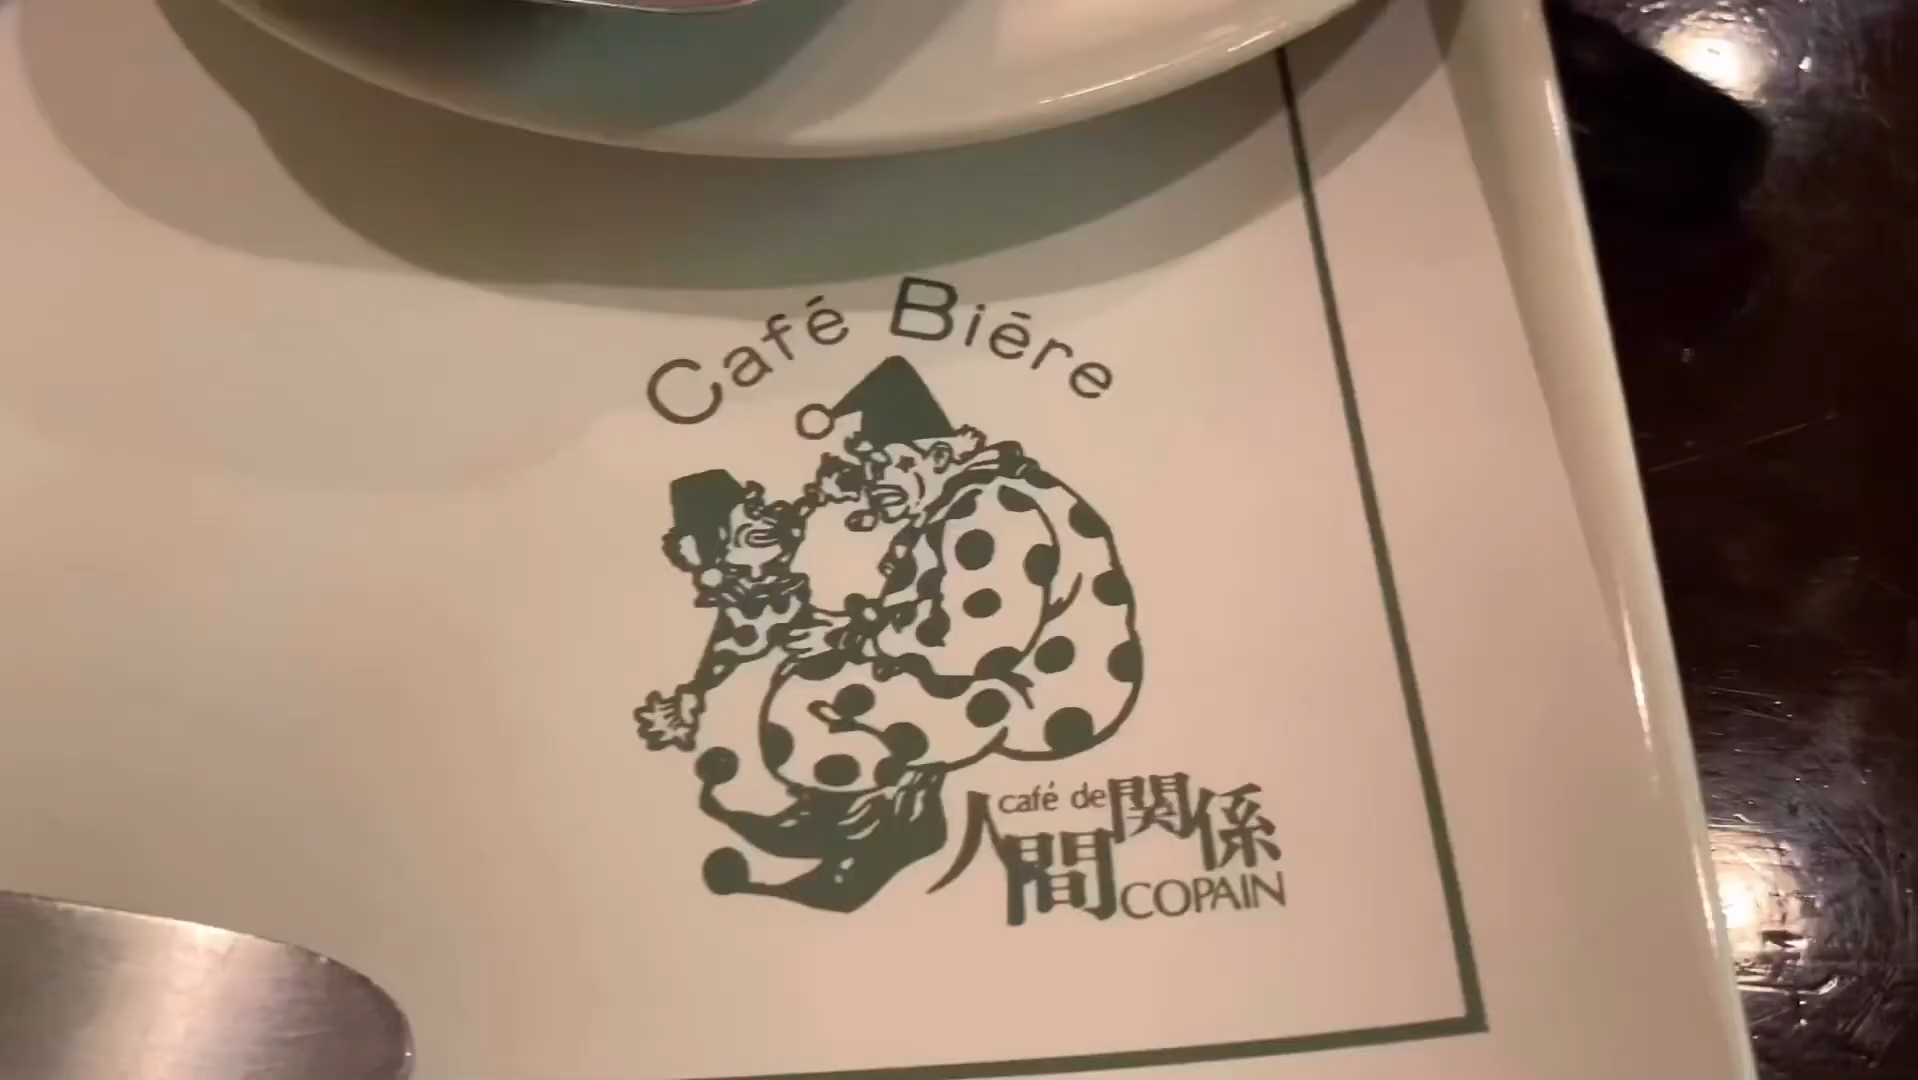 Café Bière
café de
人間関係
COPAIN